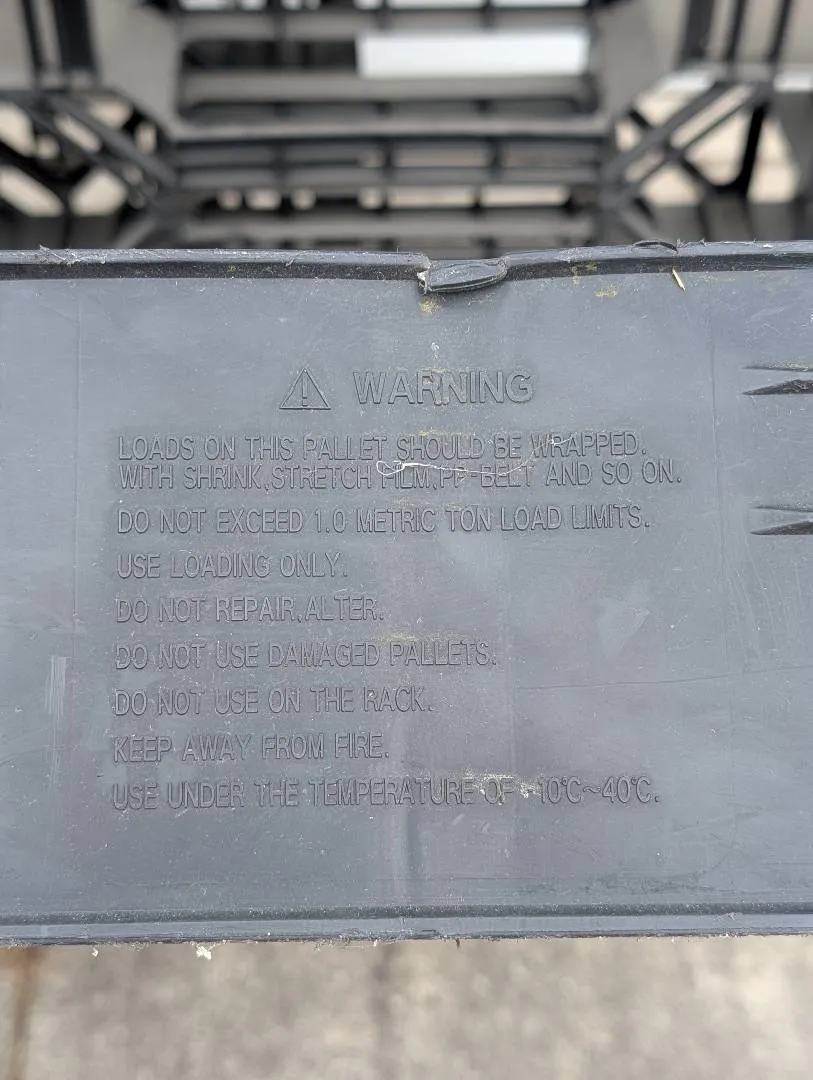 ⚠ WARNING
LOADS ON THIS PALLET SHOULD BE WRAPPED.
WITH SHRINK,STRETCH FILM,PP-BELT AND SO ON.
DO NOT EXCEED 1.0 METRIC TON LOAD LIMITS.
USE LOADING ONLY.
DO NOT REPAIR,ALTER.
DO NOT USE DAMAGED PALLETS.
DO NOT USE ON THE RACK.
KEEP AWAY FROM FIRE.
USE UNDER THE TEMPERATURE OF -10℃~40℃.